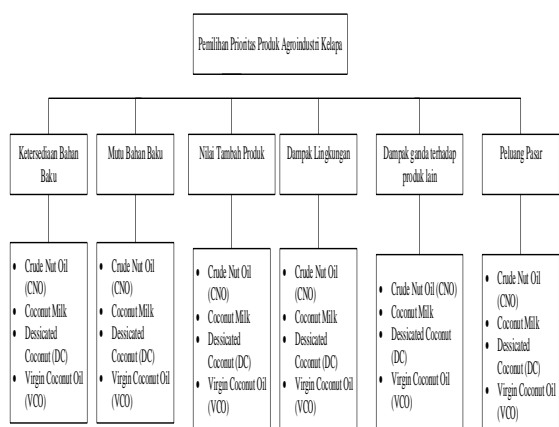 Pemilihan Prioritas Produk Agroindustri Kelapa
Ketersediaan Bahan
Baku
Mutu Bahan Baku
Nilai Tambah Produk
Dampak Lingkungan
Dampak ganda terhadap
produk lain
Peluang Pasar
• Crude Nut Oil
(CNO)
• Coconut Milk
• Dessicated
Coconut (DC)
• Virgin Coconut Oil
(VCO)
• Crude Nut Oil
(CNO)
• Coconut Milk
• Dessicated
Coconut (DC)
• Virgin Coconut Oil
(VCO)
• Crude Nut Oil
(CNO)
• Coconut Milk
• Dessicated
Coconut (DC)
• Virgin Coconut Oil
(VCO)
• Crude Nut Oil
(CNO)
• Coconut Milk
• Dessicated
Coconut (DC)
• Virgin Coconut Oil
(VCO)
• Crude Nut Oil (CNO)
• Coconut Milk
• Dessicated Coconut
(DC)
• Virgin Coconut Oil
(VCO)
• Crude Nut Oil
(CNO)
• Coconut Milk
• Dessicated
Coconut (DC)
• Virgin Coconut Oil
(VCO)